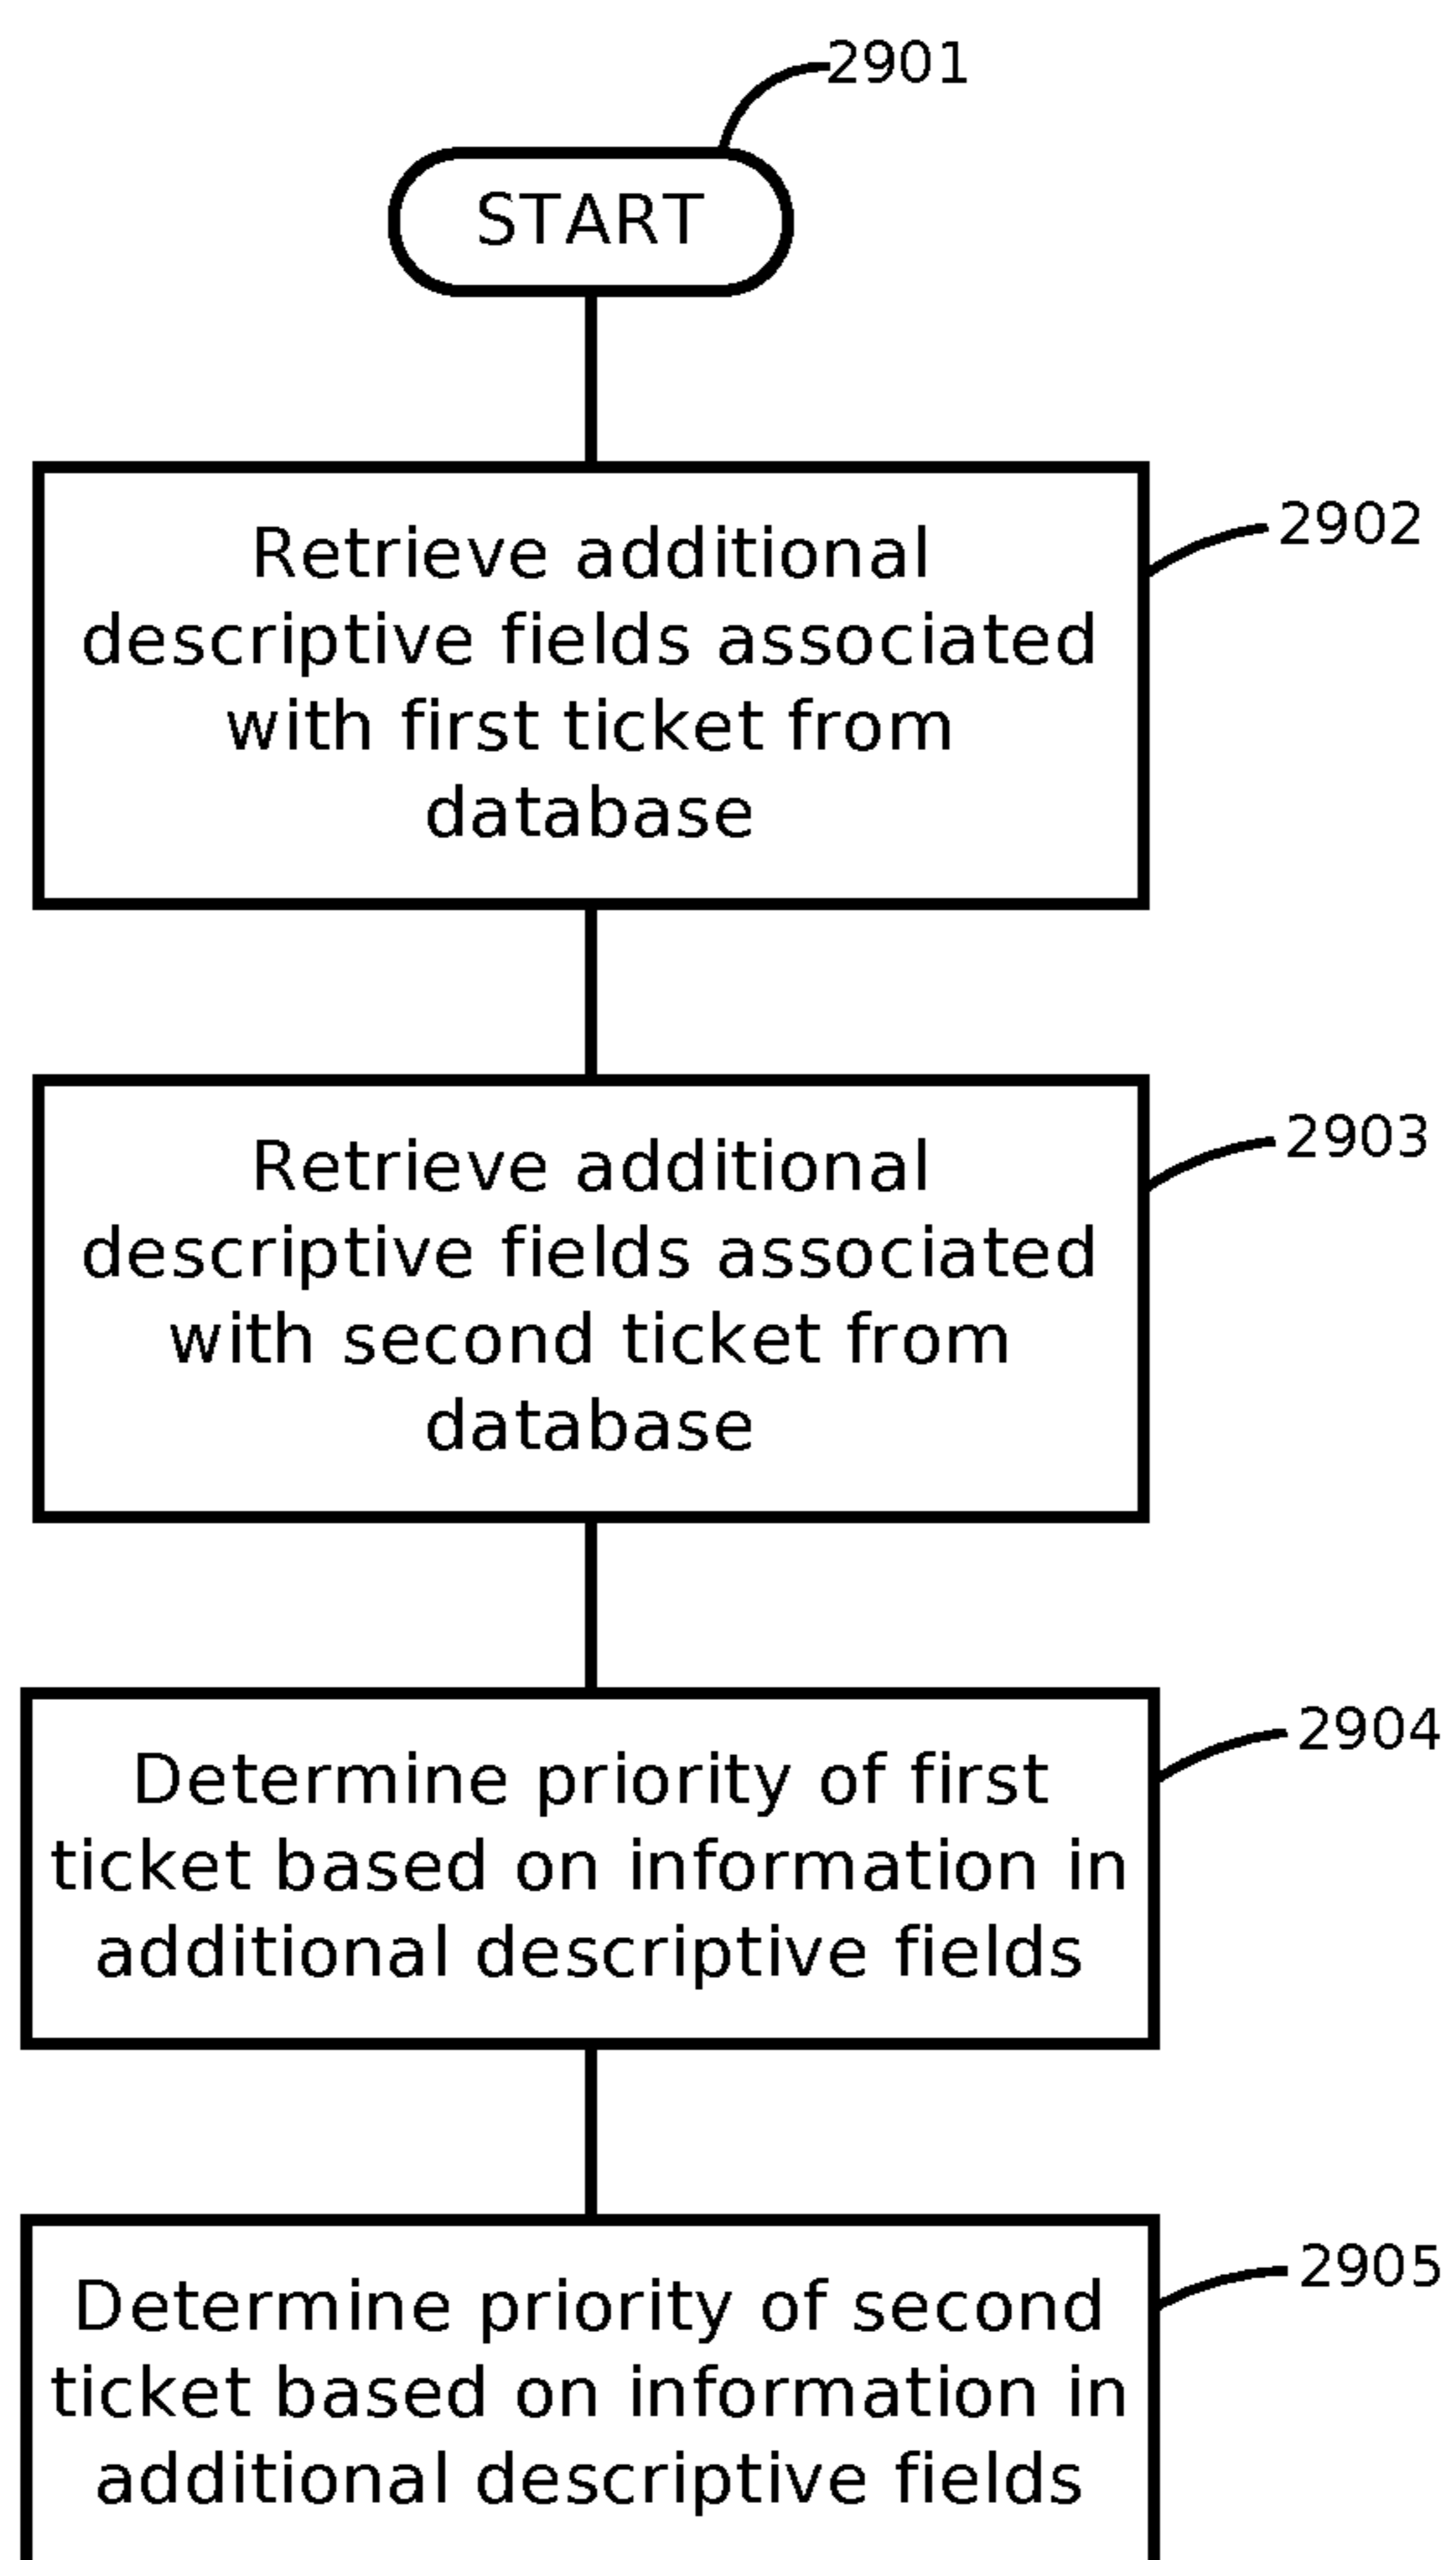 2901
START
2902
Retrieve additional
descriptive fields associated
with first ticket from
database
2903
Retrieve additional
descriptive fields associated
with second ticket from
database
2904
Determine priority of first
ticket based on information in
additional descriptive fields
2905
Determine priority of second
ticket based on information in
additional descriptive fields